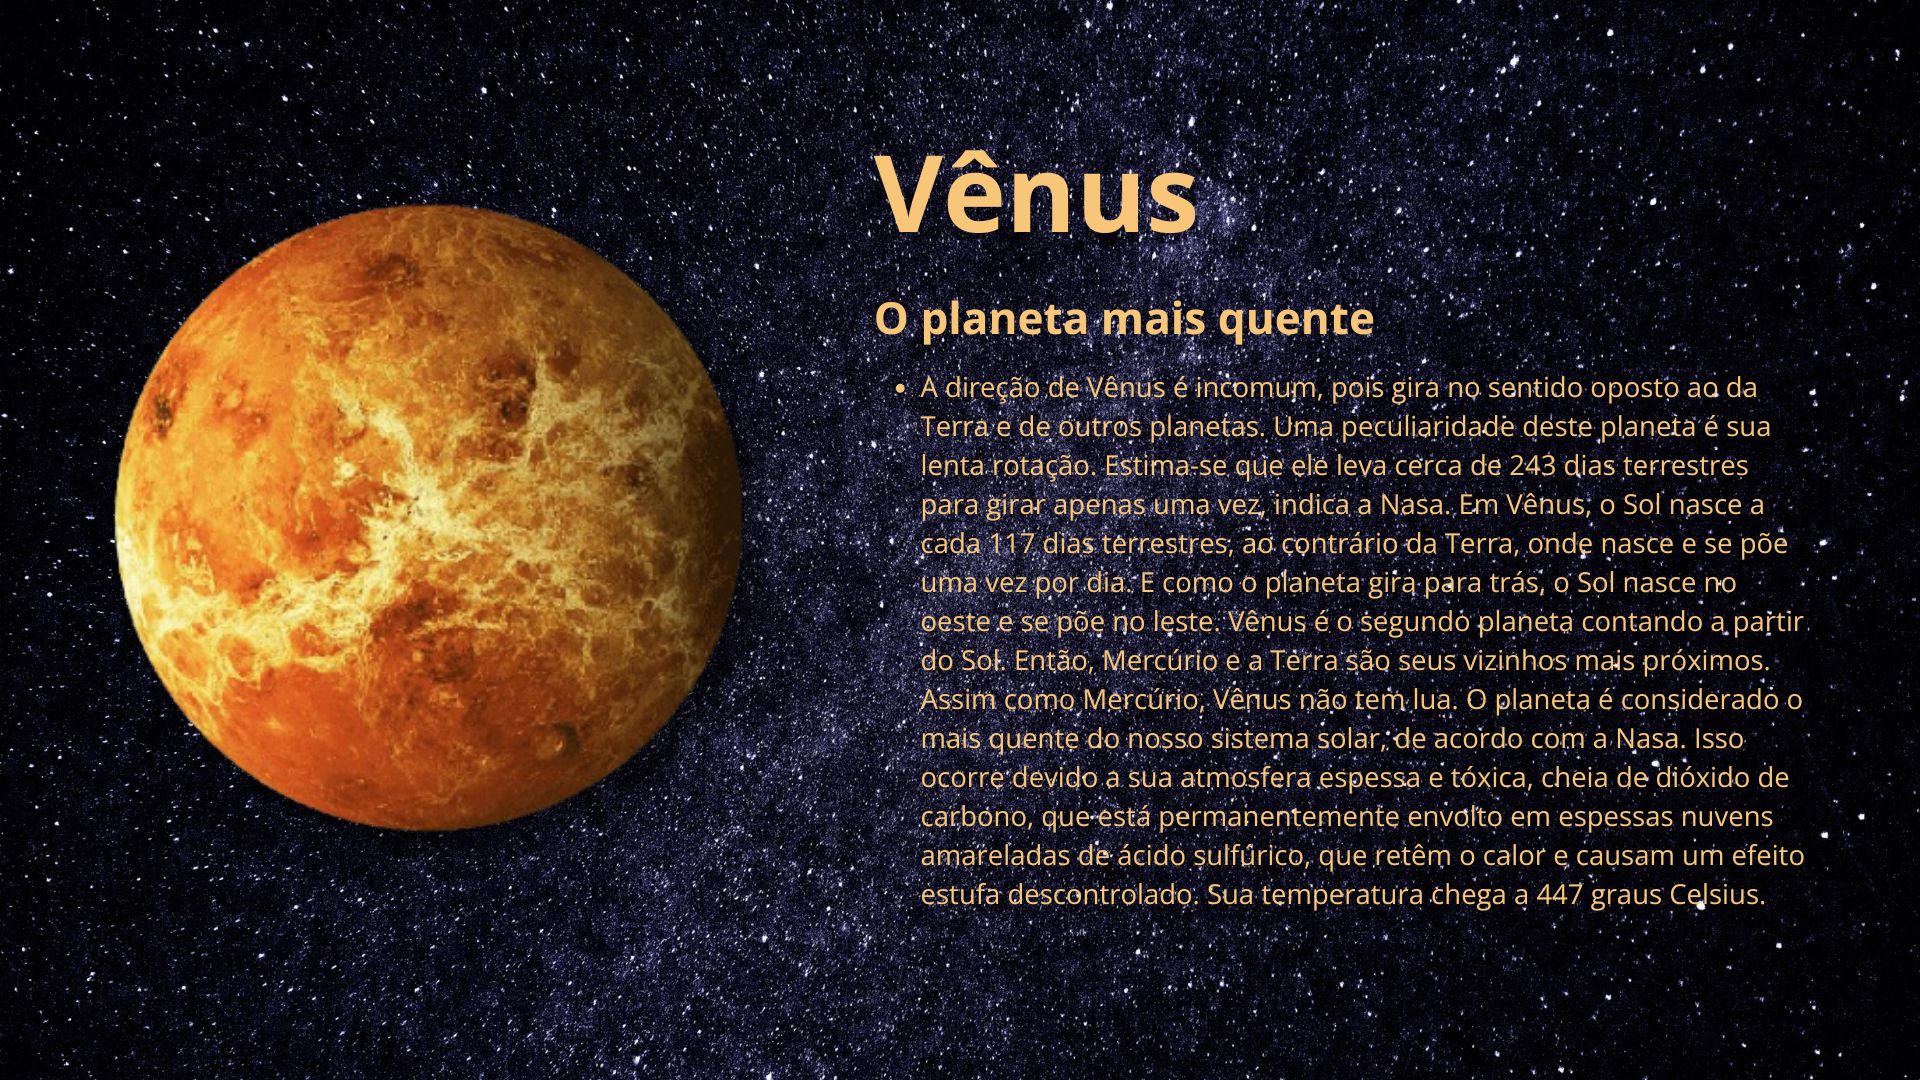 Vênus
O planeta mais quente
• A direção de Vênus é incomum, pois gira no sentido oposto ao da
Terra e de outros planetas. Uma peculiaridade deste planeta é sua
lenta rotação. Estima-se que ele leva cerca de 243 dias terrestres
para girar apenas uma vez, indica a Nasa. Em Vênus, o Sol nasce a
cada 117 dias terrestres, ao contrário da Terra, onde nasce e se põe
uma vez por dia. E como o planeta gira para trás, o Sol nasce no
oeste e se põe no leste. Vênus é o segundo planeta contando a partir
do Sol. Então, Mercúrio e a Terra são seus vizinhos mais próximos.
Assim como Mercúrio, Vênus não tem lua. O planeta é considerado o
mais quente do nosso sistema solar, de acordo com a Nasa. Isso
ocorre devido a sua atmosfera espessa e tóxica, cheia de dióxido de
carbono, que está permanentemente envolto em espessas nuvens
amareladas de ácido sulfúrico, que retêm o calor e causam um efeito
estufa descontrolado. Sua temperatura chega a 447 graus Celsius.